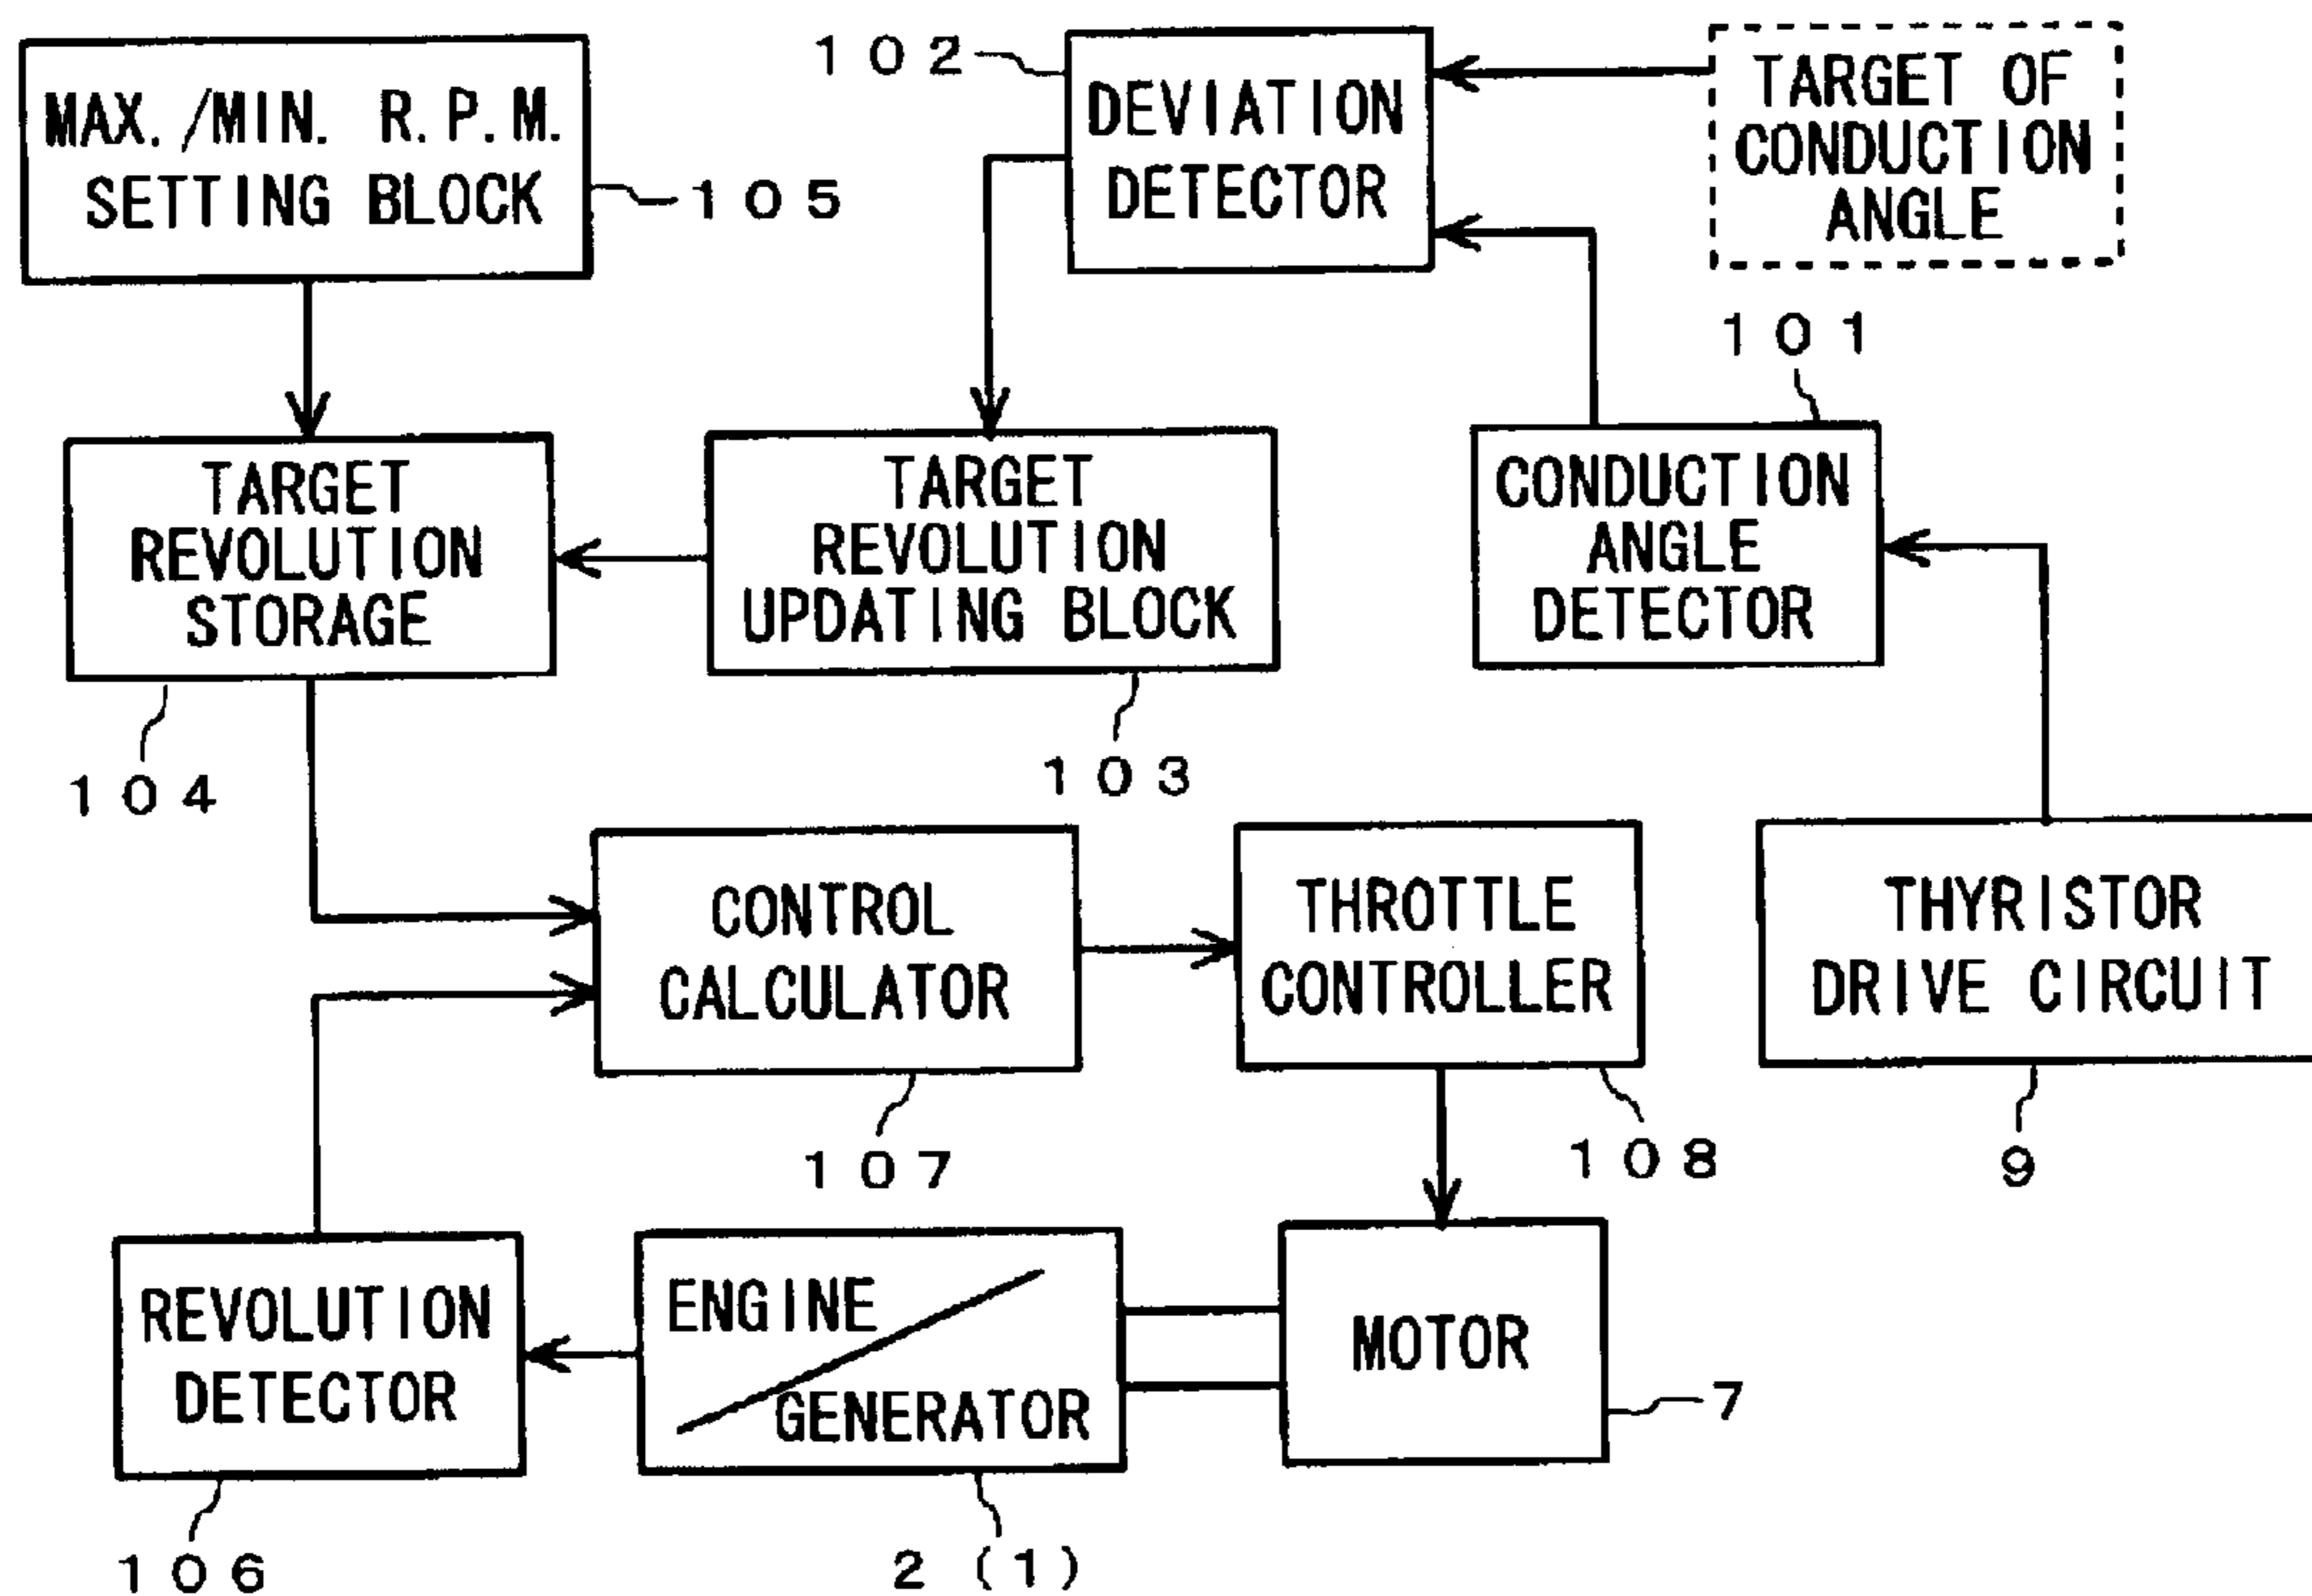 MAX./MIN. R.P.M.
SETTING BLOCK
105
102
DEVIATION
DETECTOR
TARGET OF
CONDUCTION
ANGLE
101
TARGET
REVOLUTION
STORAGE
104
TARGET
REVOLUTION
UPDATING BLOCK
103
CONDUCTION
ANGLE
DETECTOR
CONTROL
CALCULATOR
107
THROTTLE
CONTROLLER
108
THYRISTOR
DRIVE CIRCUIT
9
REVOLUTION
DETECTOR
106
ENGINE
GENERATOR
2 (1)
MOTOR
7